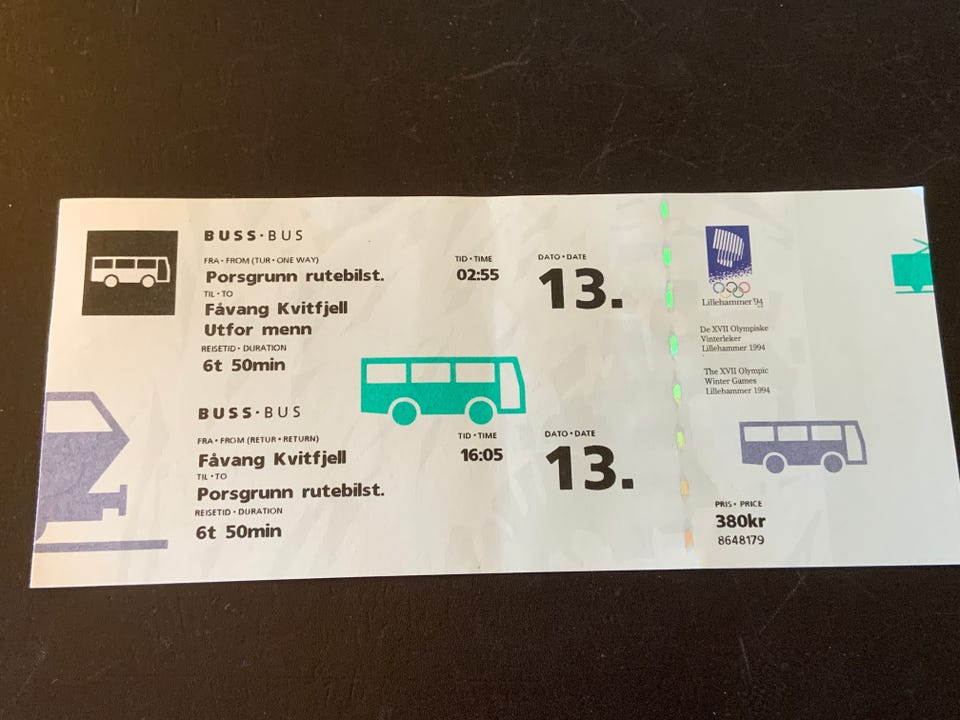 BUSS·BUS
FRA·FROM (TUR·ONE WAY)
Porsgrunn rutebilst.
TIL·TO
Fåvang Kvitfjell
Utfor menn
REISETID·DURATION
6t 50min
TID·TIME
02:55
DATO·DATE
13.
BUSS·BUS
FRA·FROM (RETUR·RETURN)
Fåvang Kvitfjell
TIL·TO
Porsgrunn rutebilst.
REISETID·DURATION
6t 50min
TID·TIME
16:05
DATO·DATE
13.
Lillehammer'94
De XVII Olympiske
Vinterleker
Lillehammer 1994
The XVII Olympic
Winter Games
Lillehammer 1994
PRIS·PRICE
380kr
8648179